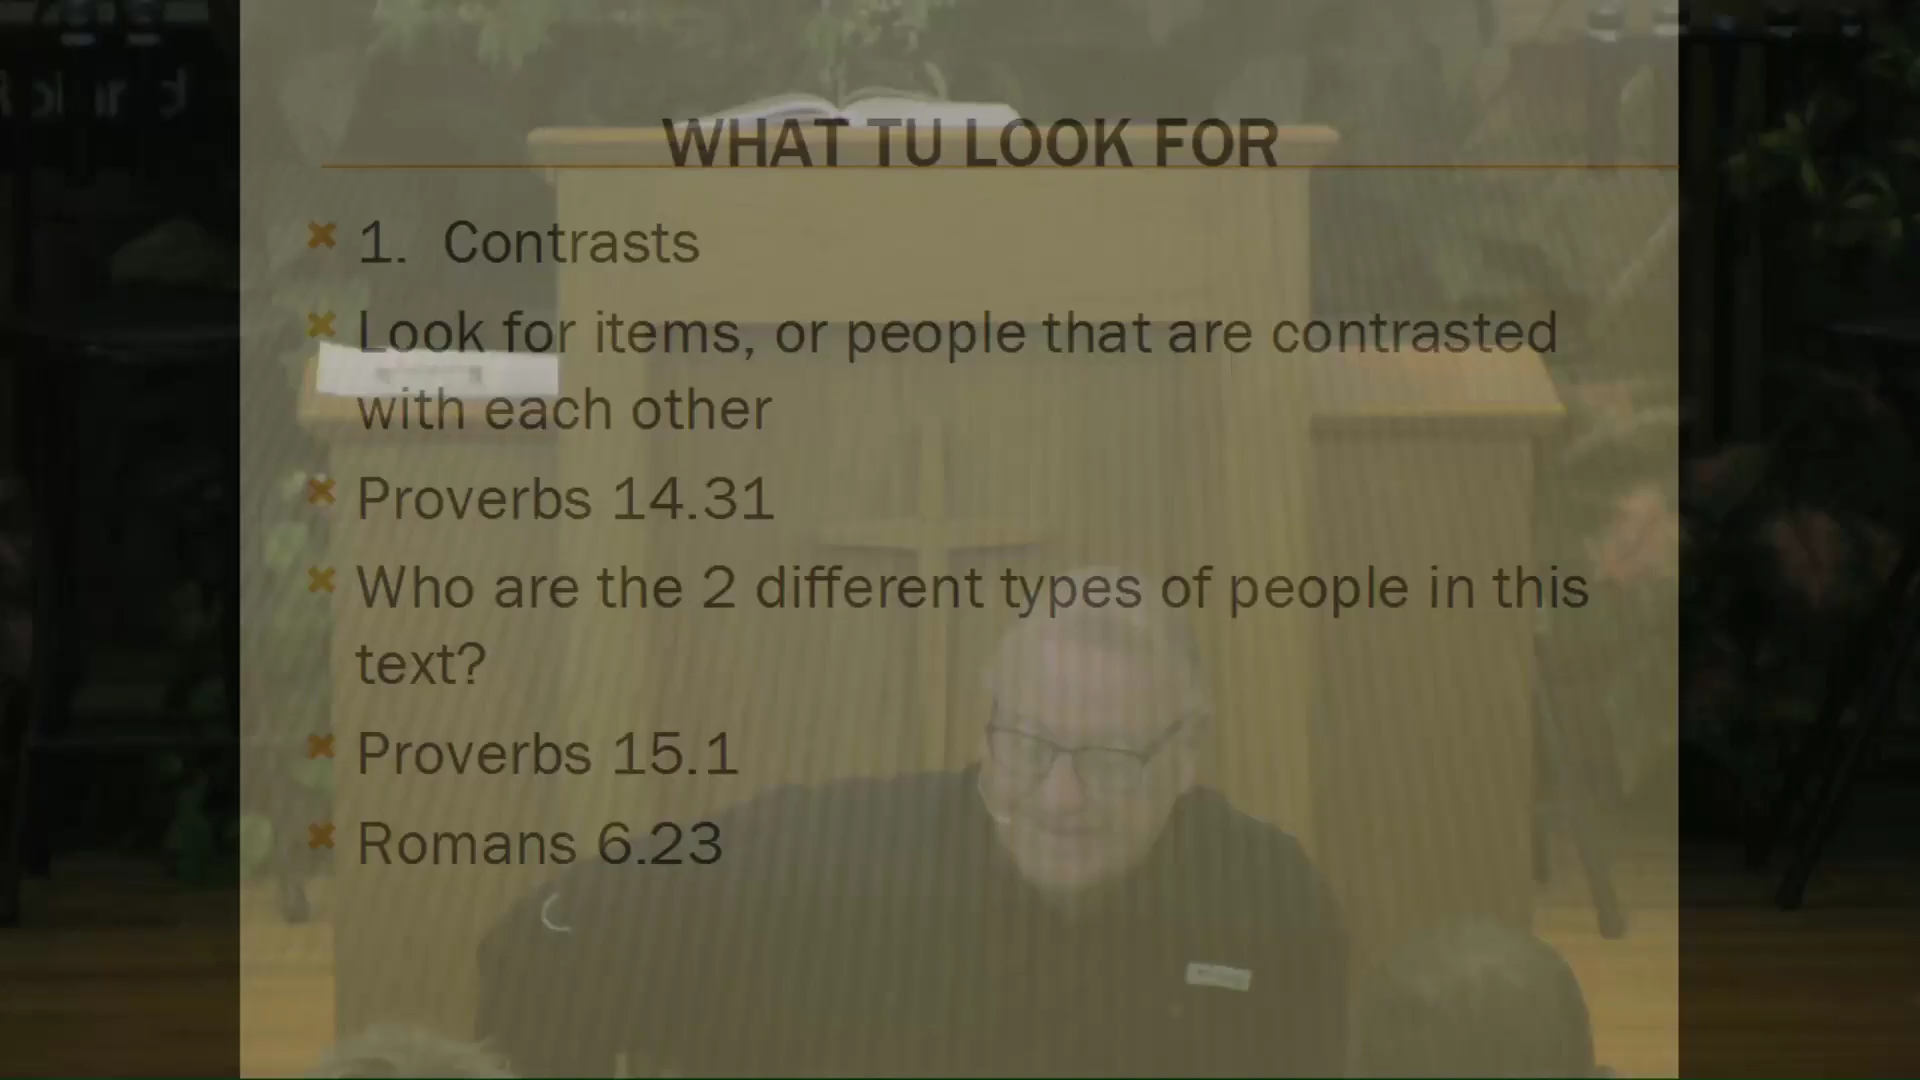 WHAT TU LOOK FOR
1. Contrasts
Look for items, or people that are contrasted
with each other
Proverbs 14.31
Who are the 2 different types of people in this
text?
Proverbs 15.1
Romans 6.23